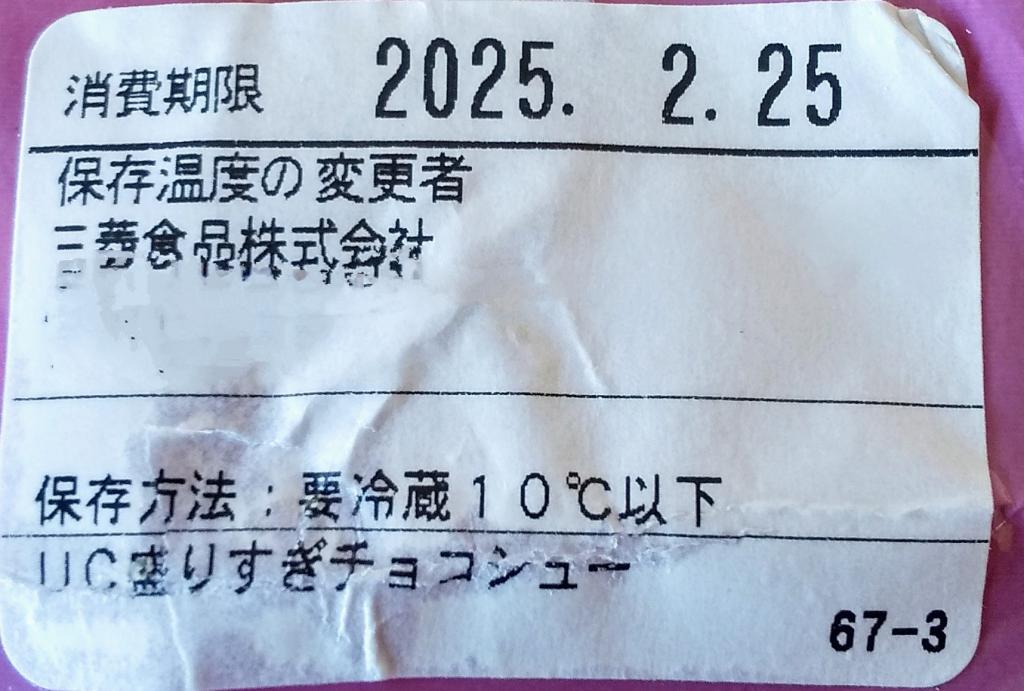 消費期限 2025. 2. 25
保存温度の変更者
三菱食品株式会社
保存方法:要冷蔵10℃以下
UC盛りすぎチョコシュー
67-3